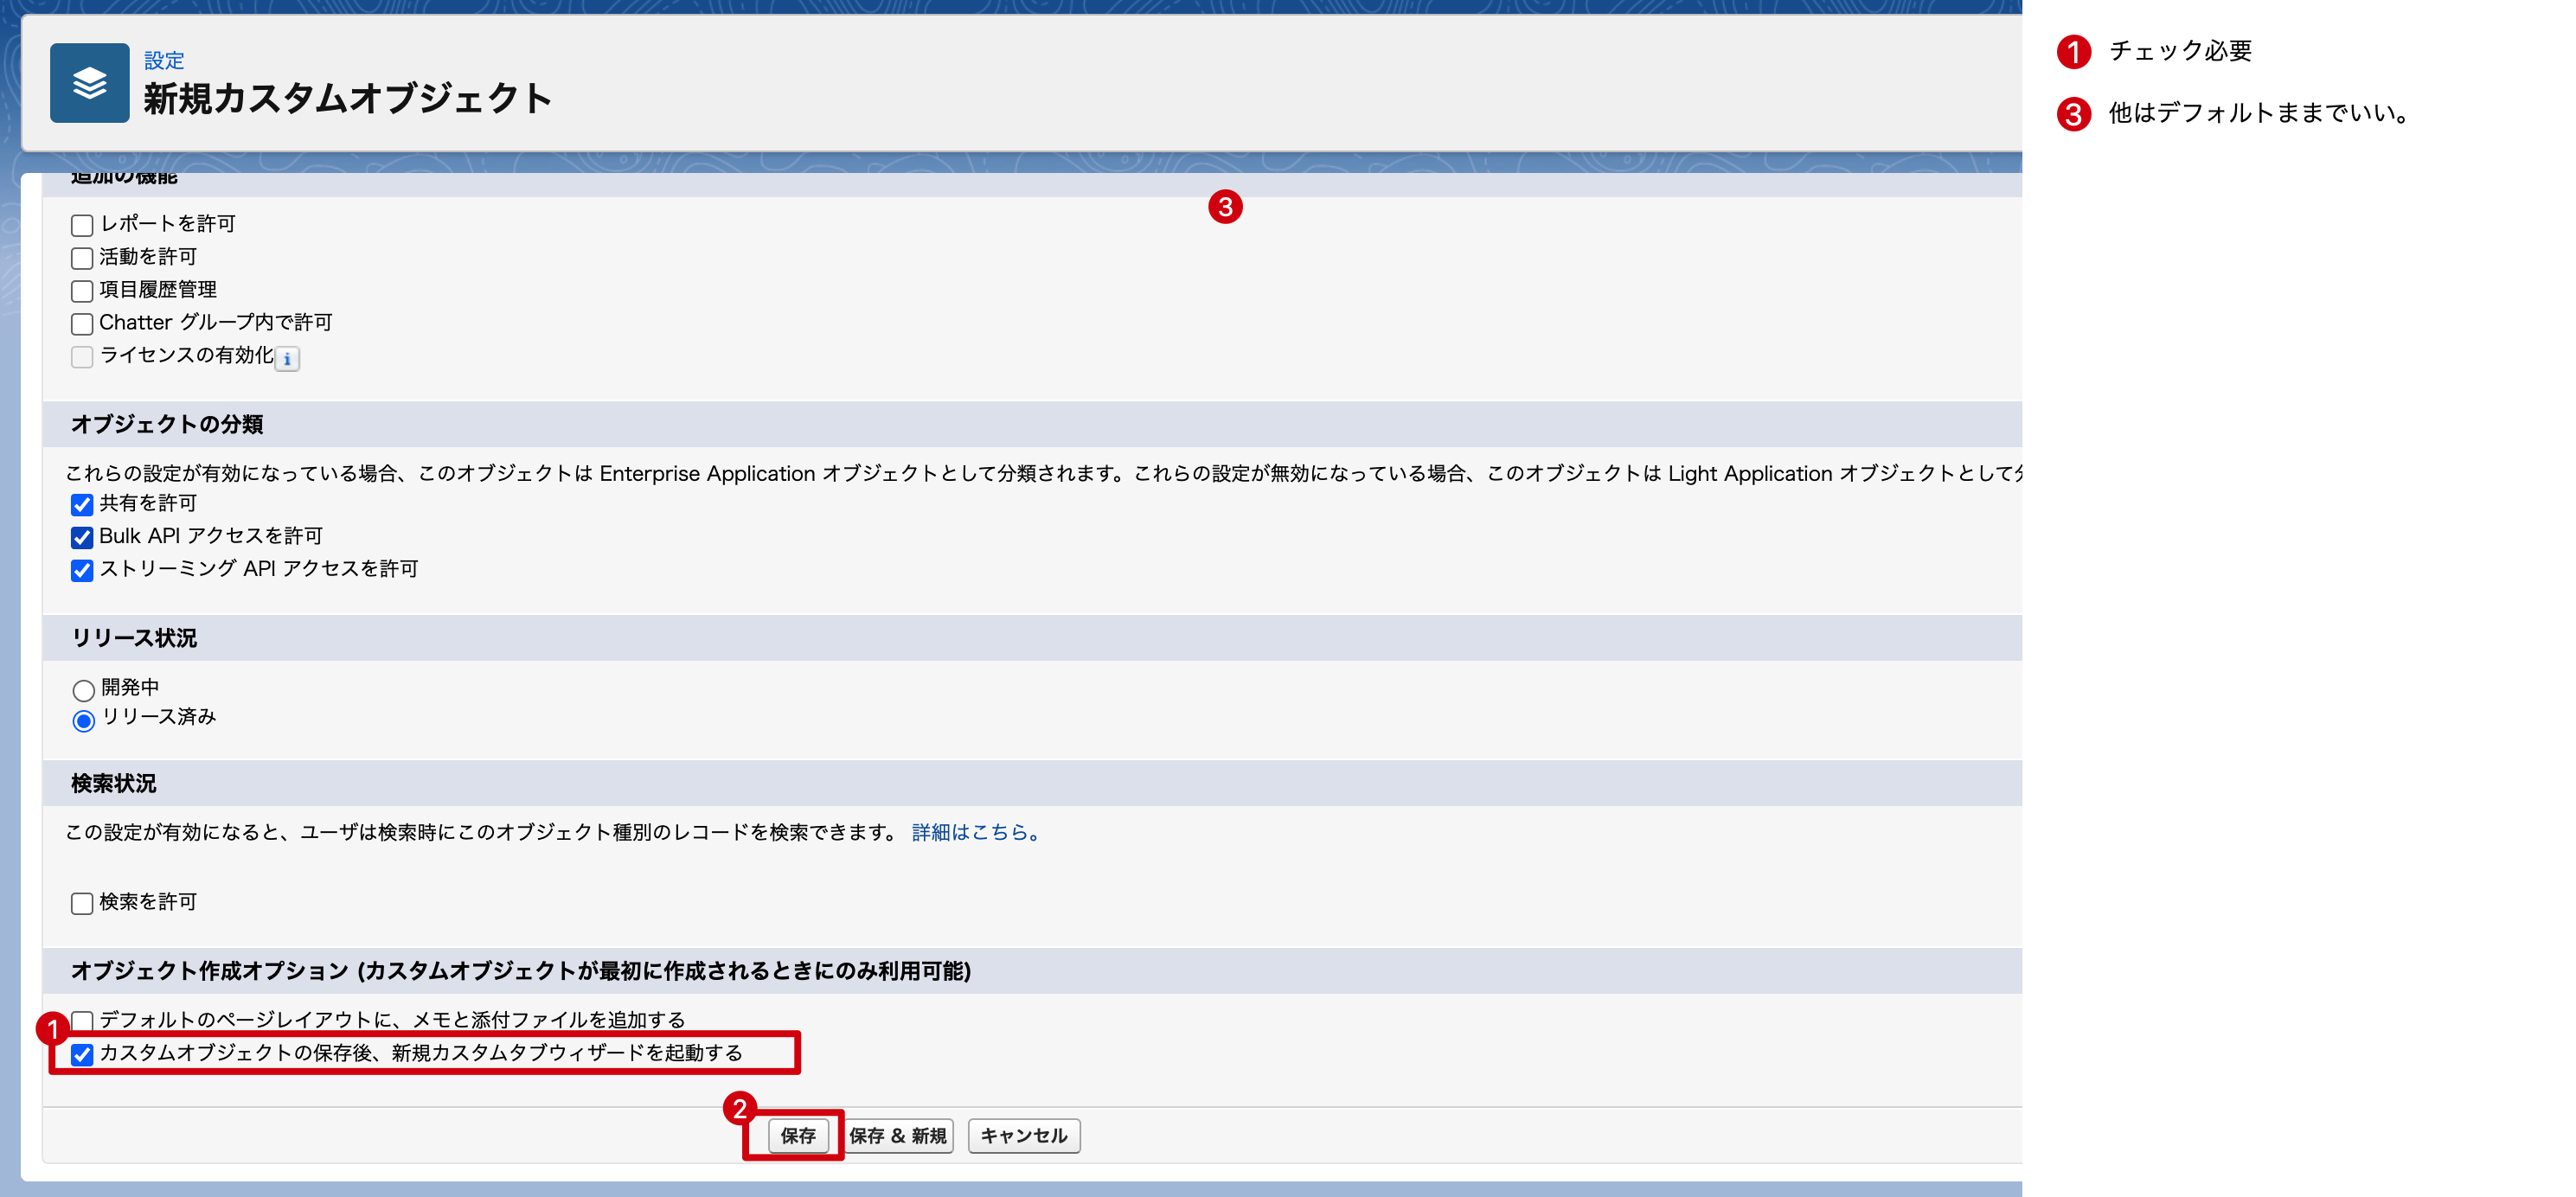 設定
新規カスタムオブジェクト
追加の機能
3
レポートを許可
活動を許可
項目履歴管理
Chatter グループ内で許可
ライセンスの有効化 i
オブジェクトの分類
これらの設定が有効になっている場合、このオブジェクトは Enterprise Application オブジェクトとして分類されます。これらの設定が無効になっている場合、このオブジェクトは Light Application オブジェクトとして
共有を許可
Bulk API アクセスを許可
ストリーミング API アクセスを許可
リリース状況
開発中
リリース済み
検索状況
この設定が有効になると、ユーザは検索時にこのオブジェクト種別のレコードを検索できます。 詳細はこちら。
検索を許可
オブジェクト作成オプション (カスタムオブジェクトが最初に作成されるときにのみ利用可能)
デフォルトのページレイアウトに、メモと添付ファイルを追加する
1
カスタムオブジェクトの保存後、新規カスタムタブウィザードを起動する
2
保存 保存 & 新規 キャンセル
1 チェック必要
3 他はデフォルトままでいい。